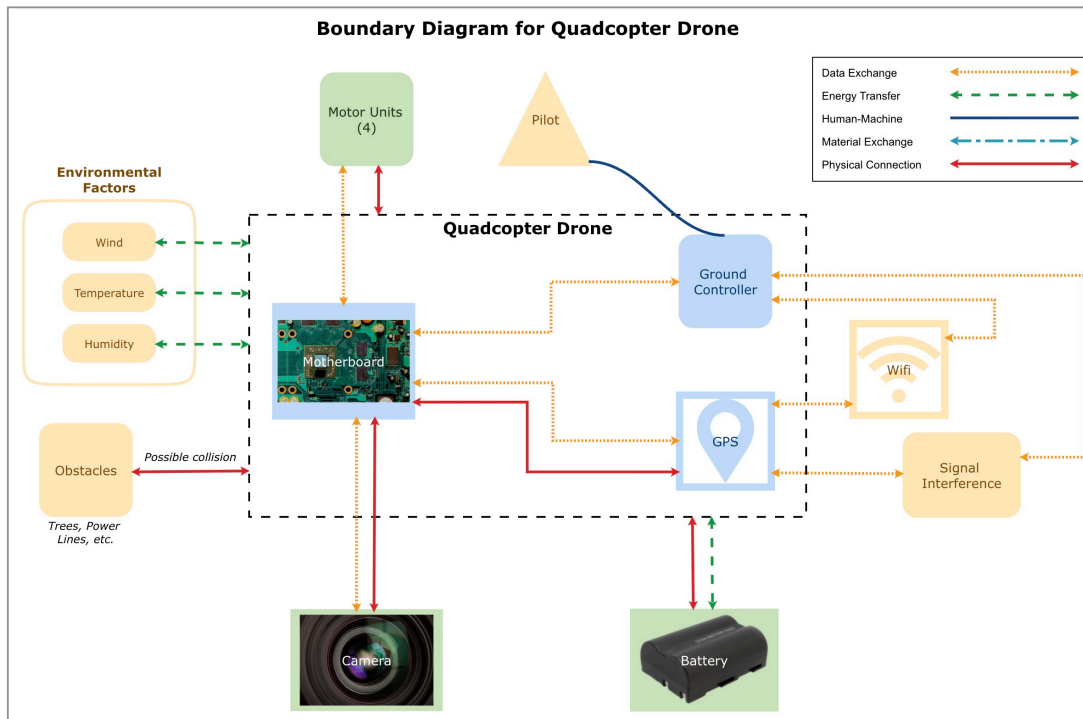 Boundary Diagram for Quadcopter Drone
Data Exchange
Energy Transfer
Human-Machine
Material Exchange
Physical Connection
Motor Units
(4)
Pilot
Environmental
Factors
Wind
Temperature
Humidity
Quadcopter Drone
Ground
Controller
Motherboard
Wifi
GPS
Possible collision
Obstacles
Trees, Power
Lines, etc.
Signal
Interference
Camera
Battery